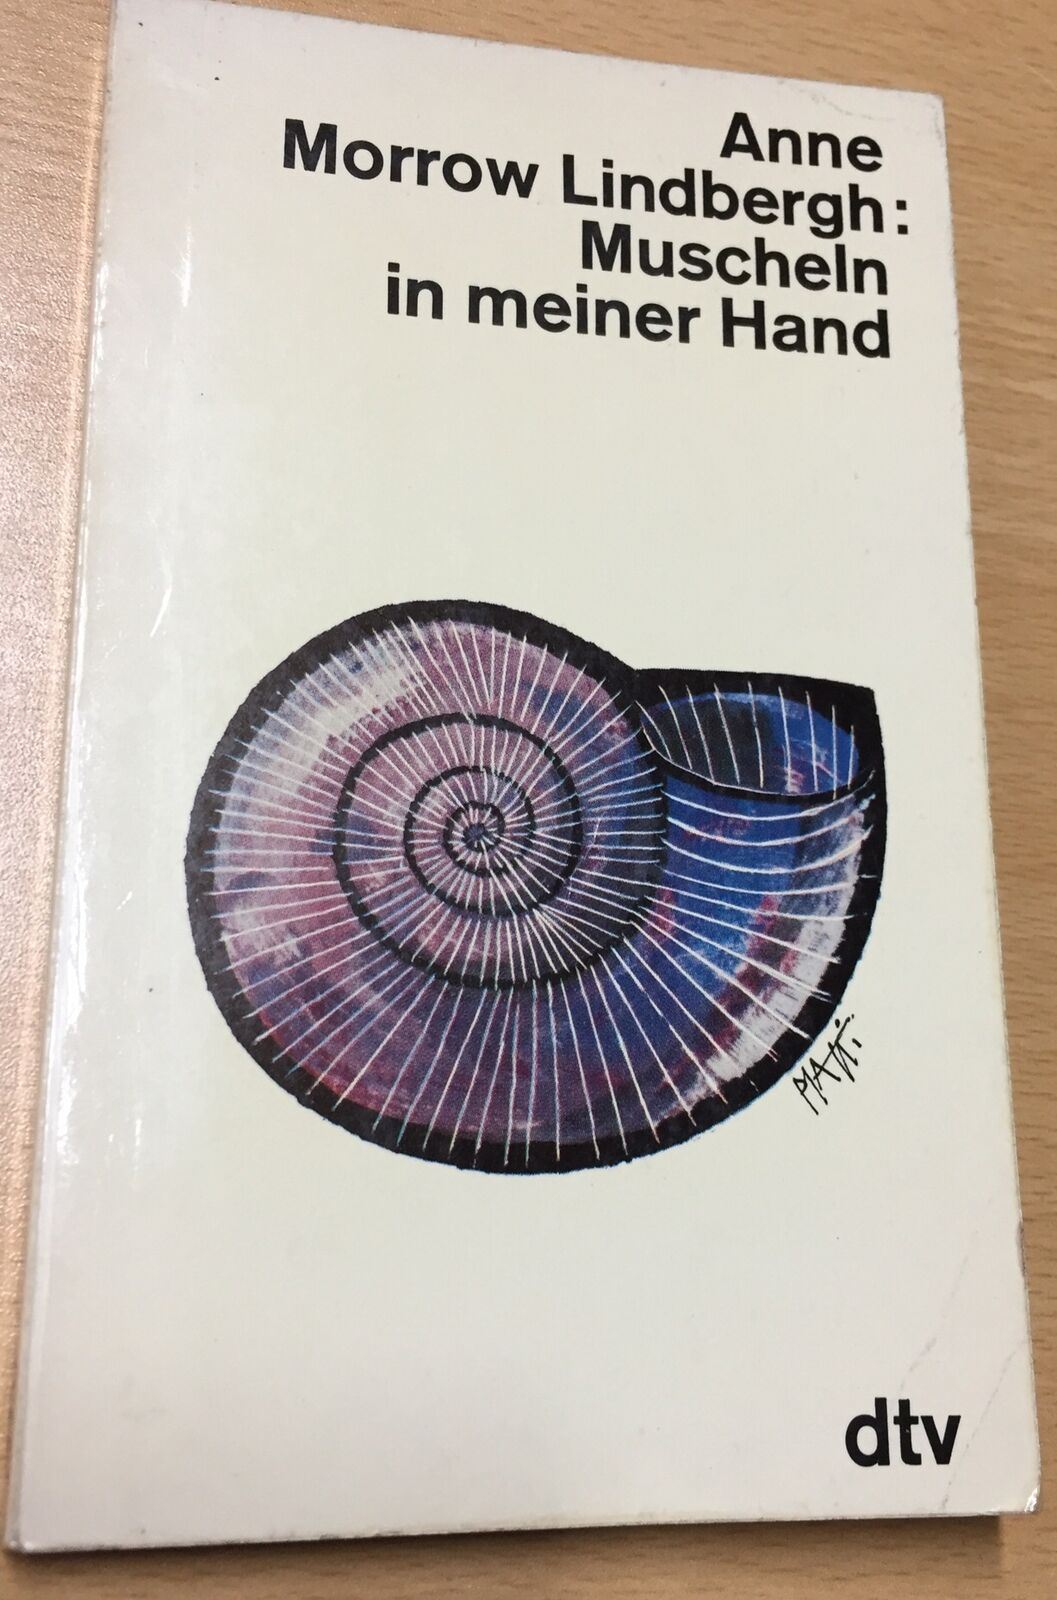 Anne
Morrow Lindbergh:
Muscheln
in meiner Hand
dtv